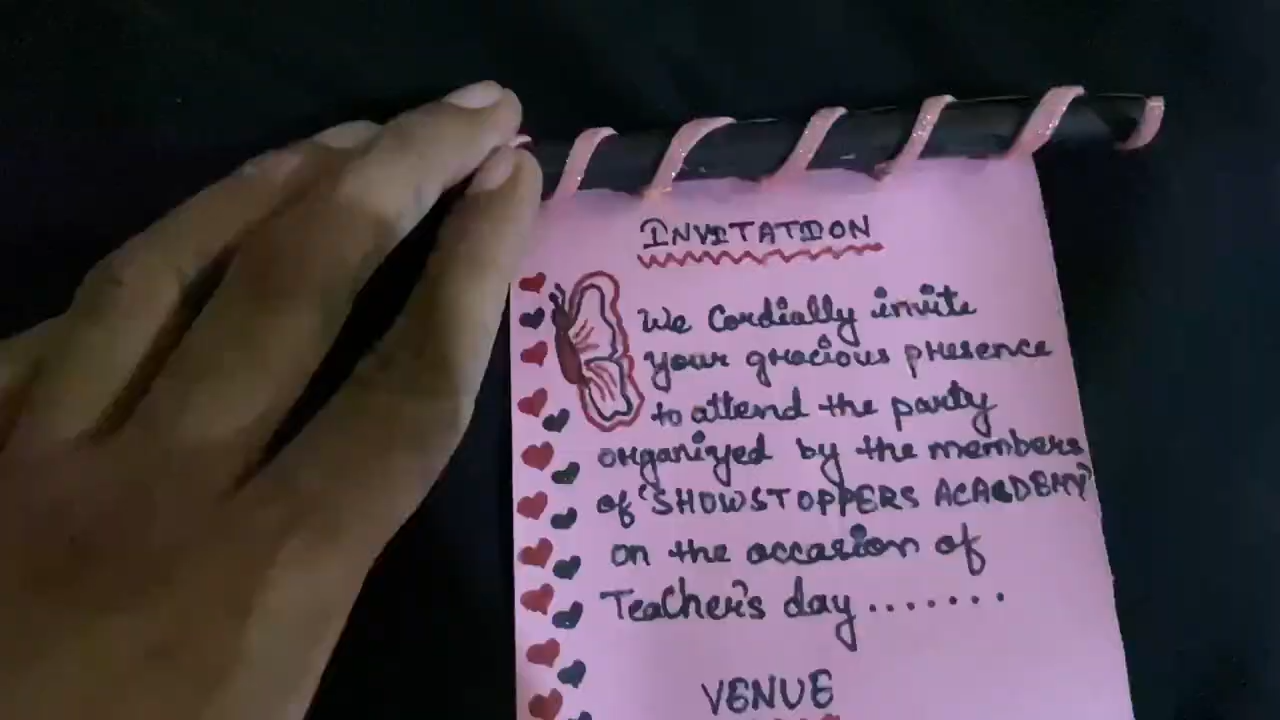 INVITATION
We Cordially invite
your gracious presence
to attend the party
organized by the members
of 'SHOWSTOPPERS ACADEMY'
on the occasion of
Teacher's day.......
VENUE